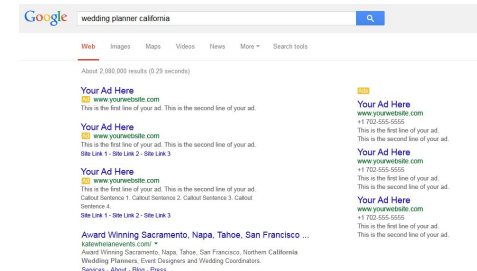 Google
wedding planner california
Web Images Maps Videos News More Search tools
About 2,080,000 results (0.29 seconds)
Your Ad Here
Ad www.yourwebsite.com
This is the first line of your ad. This is the second line of your ad.
Your Ad Here
Ad www.yourwebsite.com
This is the first line of your ad. This is the second line of your ad.
Site Link 1 - Site Link 2 - Site Link 3
Your Ad Here
Ad www.yourwebsite.com
This is the first line of your ad. This is the second line of your ad.
Callout Sentence 1. Callout Sentence 2. Callout Sentence 3. Callout
Sentence 4.
Site Link 1 - Site Link 2 - Site Link 3
Award Winning Sacramento, Napa, Tahoe, San Francisco ...
katewhelanevents.com/
Award Winning Sacramento, Napa, Tahoe, San Francisco, Northern California
Wedding Planners, Event Designers and Wedding Coordinators.
Services - About - Blog - Press
Ads
Your Ad Here
www.yourwebsite.com
+1 702-555-5555
This is the first line of your ad.
This is the second line of your ad.
Your Ad Here
www.yourwebsite.com
+1 702-555-5555
This is the first line of your ad.
This is the second line of your ad.
Your Ad Here
www.yourwebsite.com
+1 702-555-5555
This is the first line of your ad.
This is the second line of your ad.